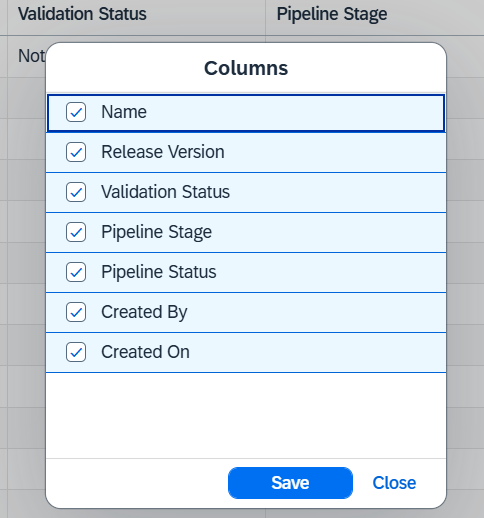 Validation Status Pipeline Stage
Not
Columns
Name
Release Version
Validation Status
Pipeline Stage
Pipeline Status
Created By
Created On
Save Close